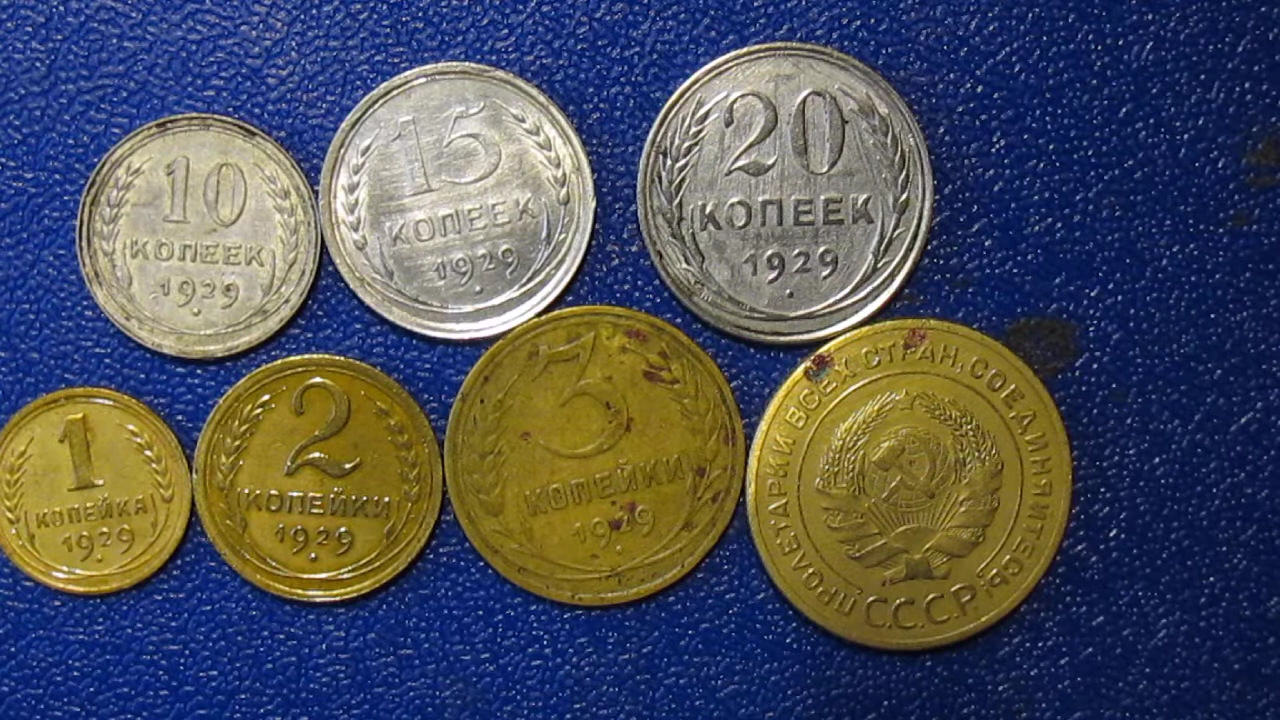 10
КОПЕЕК
1929
15
КОПЕЕК
1929
20
КОПЕЕК
1929
1
КОПЕЙКА
1929
2
КОПЕЙКИ
1929
3
КОПЕЙКИ
1929
ПРОЛЕТАРИИ ВСЕХ СТРАН, СОЕДИНЯЙТЕСЬ!
С.С.С.Р.